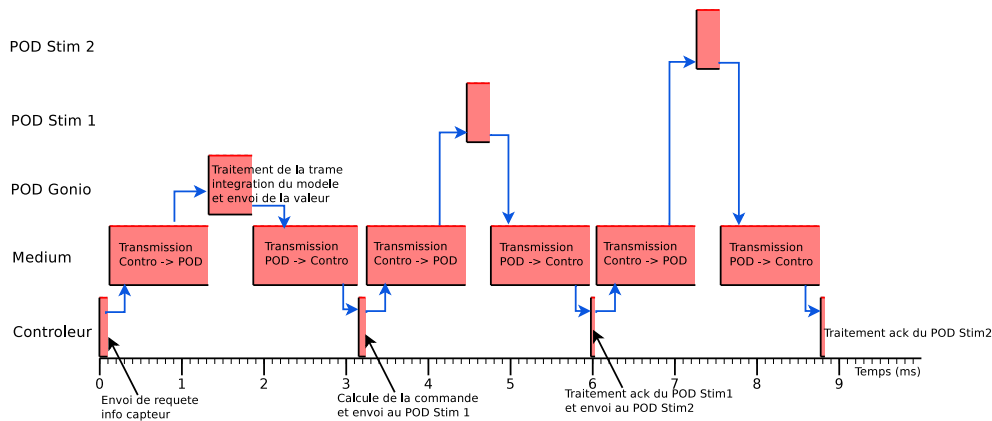 POD Stim 2
POD Stim 1
POD Gonio
Traitement de la trame
integration du modele
et envoi de la valeur
Medium
Transmission
Contro -> POD
Transmission
POD -> Contro
Transmission
Contro -> POD
Transmission
POD -> Contro
Transmission
Contro -> POD
Transmission
POD -> Contro
Controleur
Traitement ack du POD Stim2
0 1 2 3 4 5 6 7 8 9
Temps (ms)
Envoi de requete
info capteur
Calcule de la commande
et envoi au POD Stim 1
Traitement ack du POD Stim1
et envoi au POD Stim2